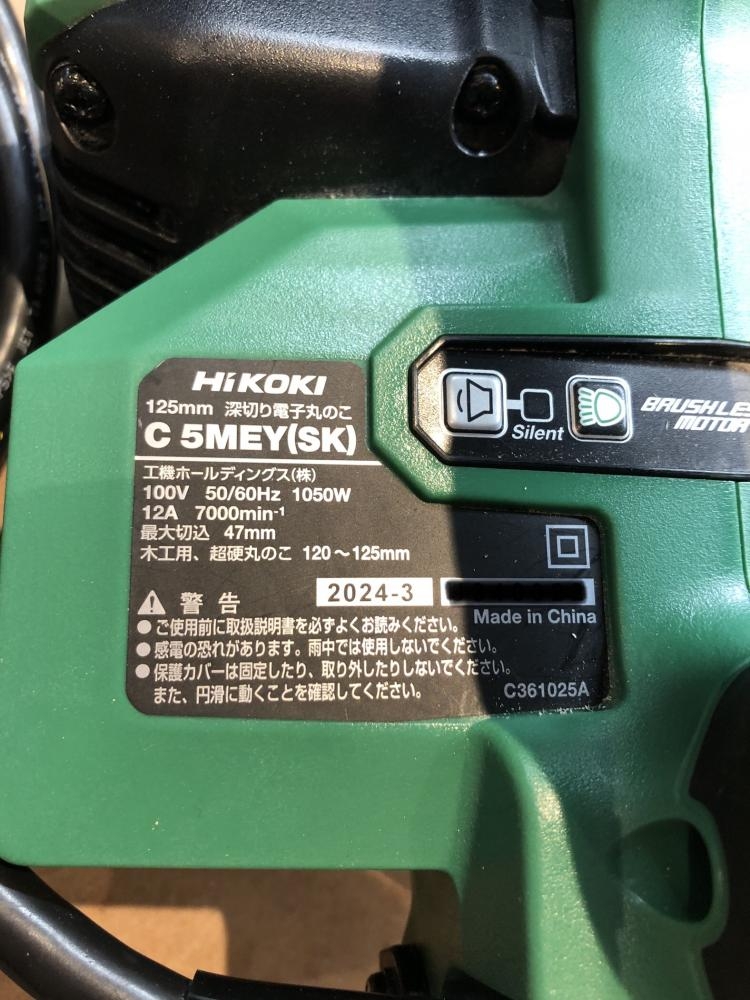 HiKOKI
125mm 深切り電子丸のこ
C 5MEY(SK)
工機ホールディングス(株)
100V 50/60Hz 1050W
12A 7000min⁻¹
最大切込 47mm
木工用、超硬丸のこ 120～125mm
警告
2024-3
Made in China
●ご使用前に取扱説明書を必ずよくお読みください。
●感電の恐れがあります。雨中では使用しないでください。
●保護カバーは固定したり、取り外したりしないでください。
また、円滑に動くことを確認してください。
C361025A
Silent
BRUSHLE
MOTOR